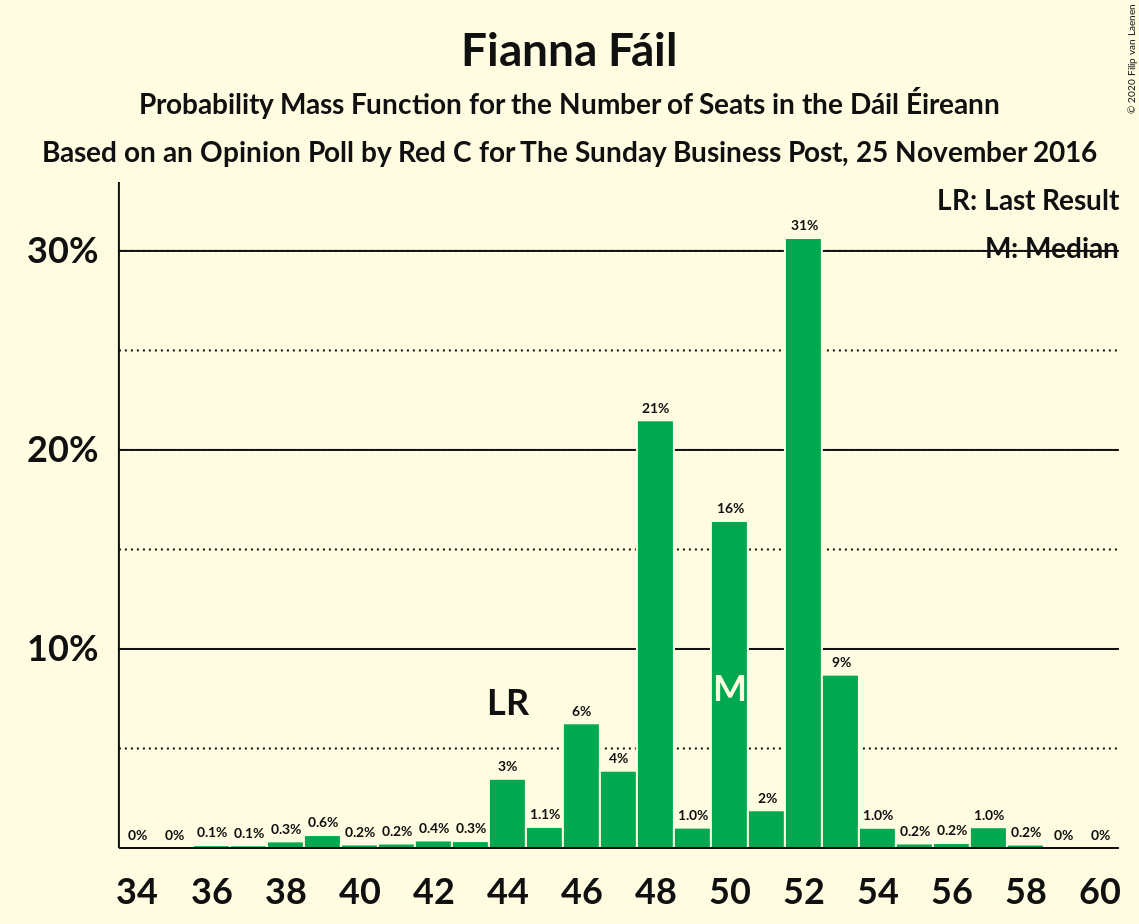 Fianna Fáil
Probability Mass Function for the Number of Seats in the Dáil Éireann
Based on an Opinion Poll by Red C for The Sunday Business Post, 25 November 2016
© 2020 Filip van Laenen
LR: Last Result
M: Median
30%
20%
10%
0% 0% 0.1% 0.1% 0.3% 0.6% 0.2% 0.2% 0.4% 0.3% 3% 1.1% 6% 4% 21% 1.0% 16% 2% 31% 9% 1.0% 0.2% 0.2% 1.0% 0.2% 0% 0%
LR
M
34 36 38 40 42 44 46 48 50 52 54 56 58 60